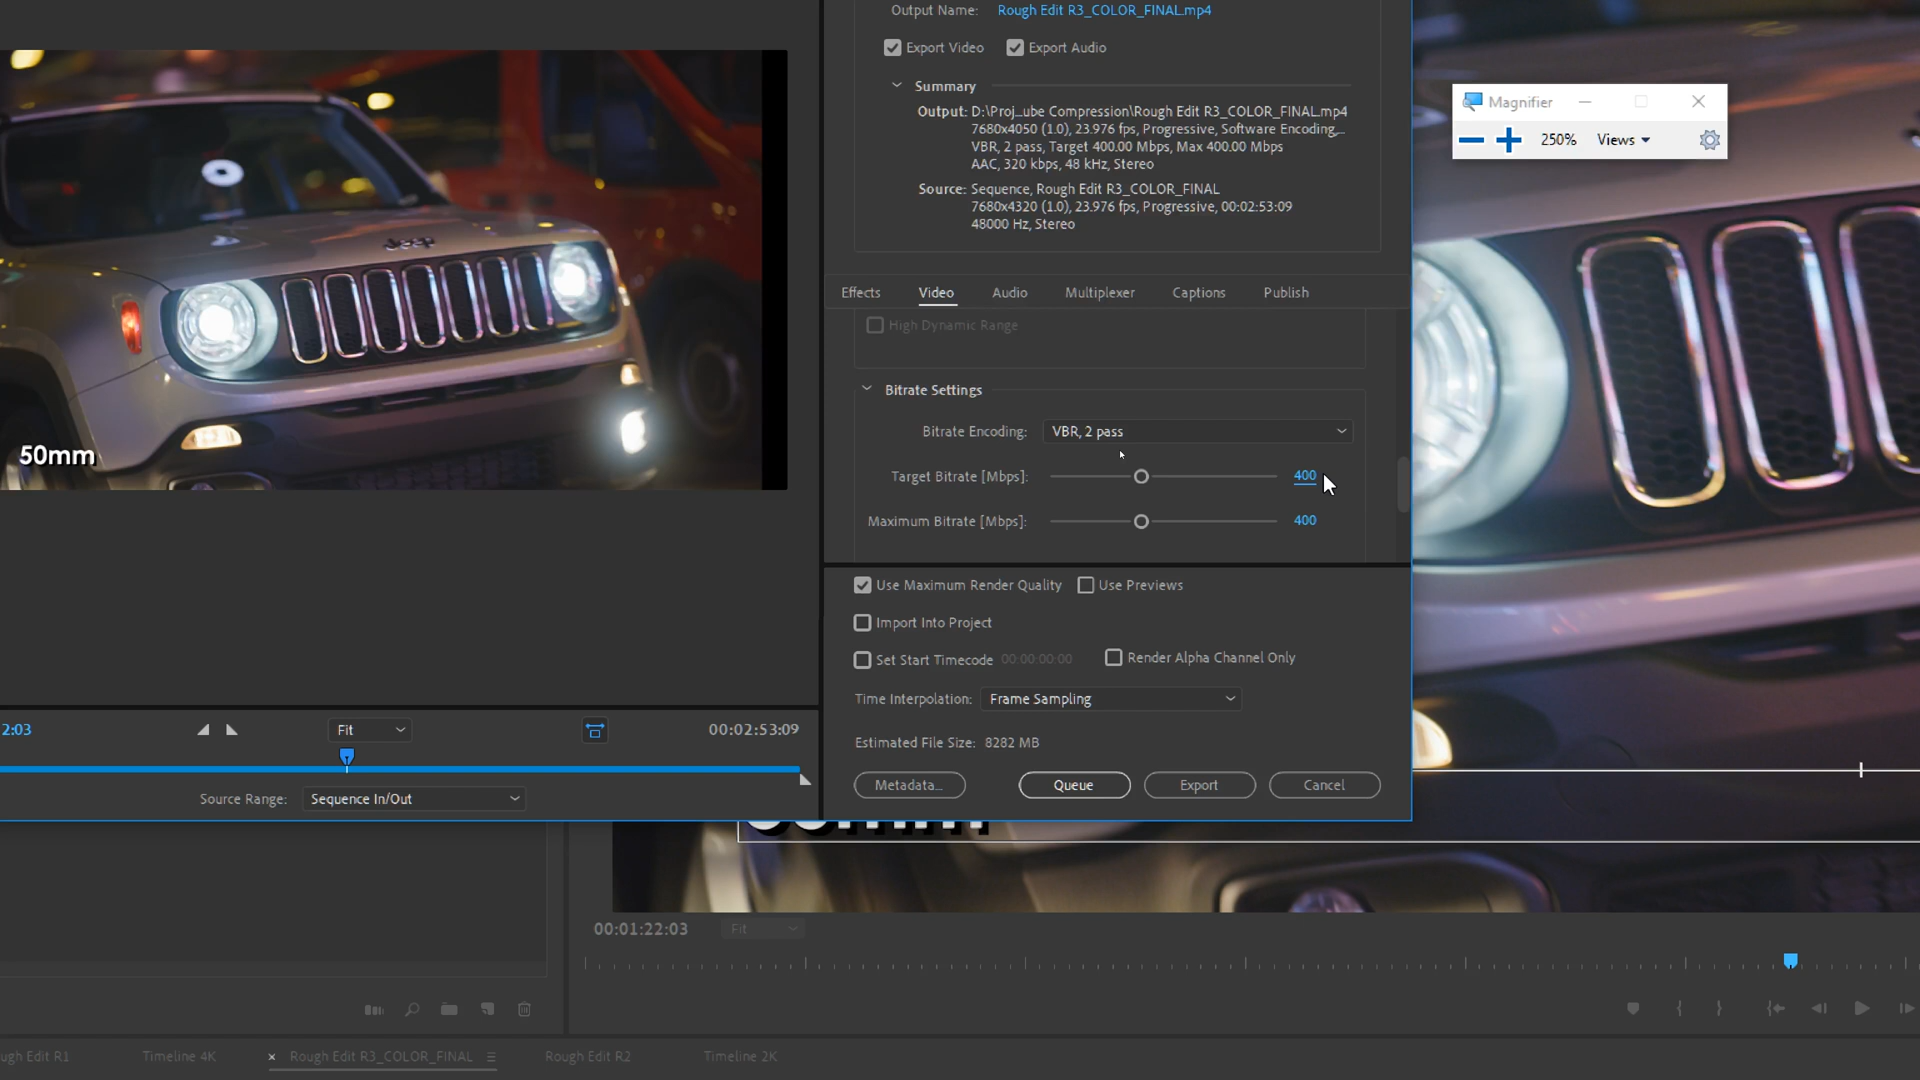 Output Name: Rough Edit R3_COLOR_FINAL.mp4
Export Video Export Audio
Summary
Output: D:\Proj...ube Compression\Rough Edit R3_COLOR_FINAL.mp4
7680x4050 (1.0), 23.976 fps, Progressive, Software Encoding,...
VBR, 2 pass, Target 400.00 Mbps, Max 400.00 Mbps
AAC, 320 kbps, 48 kHz, Stereo
Source: Sequence, Rough Edit R3_COLOR_FINAL
7680x4320 (1.0), 23.976 fps, Progressive, 00:02:53:09
48000 Hz, Stereo
Magnifier
250% Views
Jeep
50mm
Effects Video Audio Multiplexer Captions Publish
High Dynamic Range
Bitrate Settings
Bitrate Encoding: VBR, 2 pass
Target Bitrate [Mbps]: 400
Maximum Bitrate [Mbps]: 400
Use Maximum Render Quality Use Previews
Import Into Project
Set Start Timecode 00:00:00:00 Render Alpha Channel Only
Time Interpolation: Frame Sampling
Estimated File Size: 8282 MB
Metadata... Queue Export Cancel
2:03 Fit 00:02:53:09
Source Range: Sequence In/Out
00:01:22:03 Fit
ugh Edit R1 Timeline 4K × Rough Edit R3_COLOR_FINAL Rough Edit R2 Timeline 2K